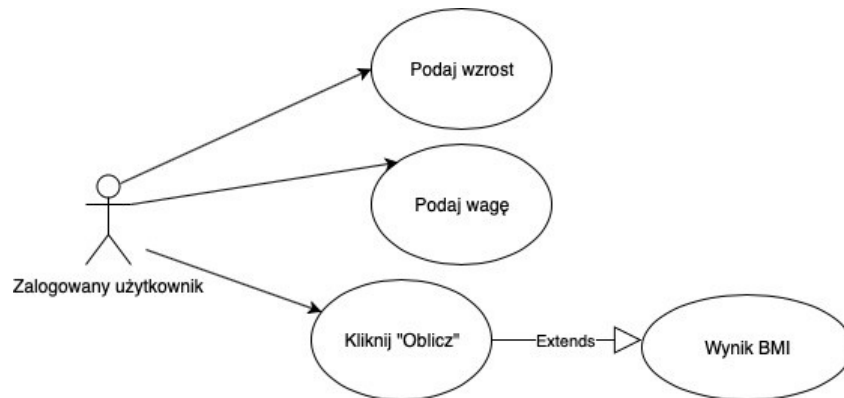 Podaj wzrost
Podaj wagę
Zalogowany użytkownik
Kliknij "Oblicz"
Extends
Wynik BMI